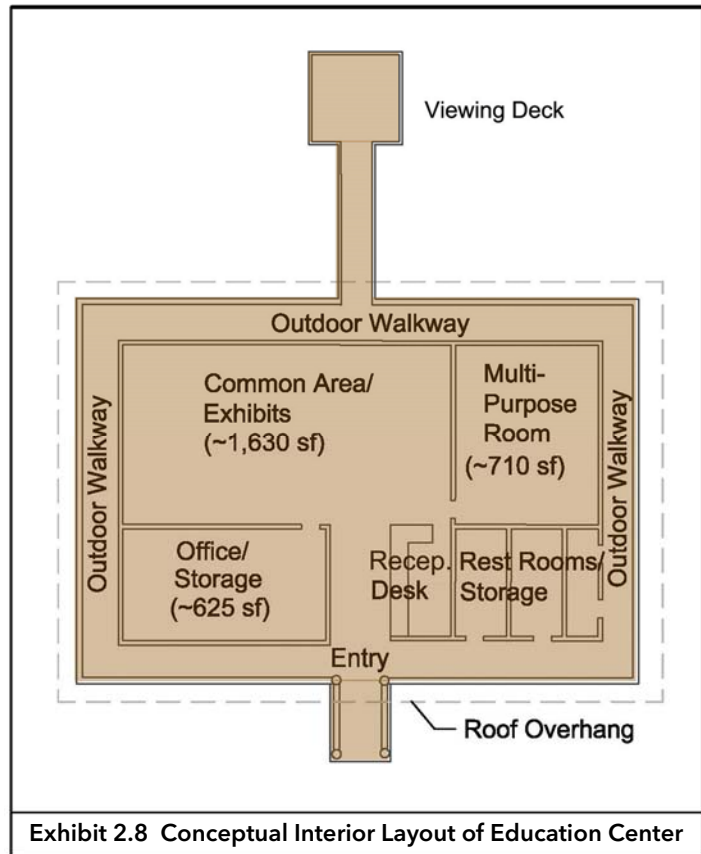 Viewing Deck
Outdoor Walkway
Common Area/
Exhibits
(~1,630 sf)
Multi-
Purpose
Room
(~710 sf)
Outdoor Walkway
Outdoor Walkway
Office/
Storage
(~625 sf)
Recep.
Desk
Rest Rooms/
Storage
Entry
Roof Overhang
Exhibit 2.8 Conceptual Interior Layout of Education Center